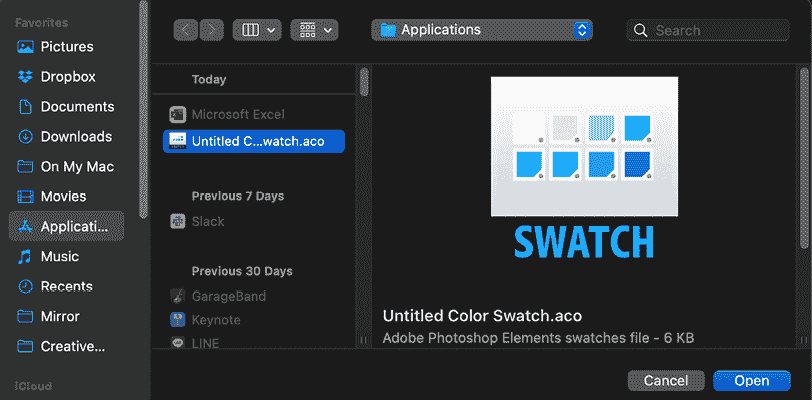 Favorites
Pictures
Dropbox
Documents
Downloads
On My Mac
Movies
Applicati...
Music
Recents
Mirror
Creative...
iCloud
Applications
Search
Today
Microsoft Excel
Untitled C...watch.aco
Previous 7 Days
Slack
Previous 30 Days
GarageBand
Keynote
LINE
SWATCH
Untitled Color Swatch.aco
Adobe Photoshop Elements swatches file - 6 KB
Cancel
Open